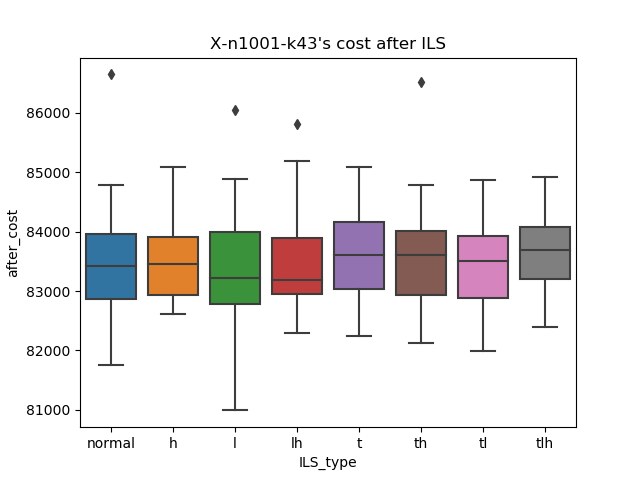 X-n1001-k43's cost after ILS
86000
85000
84000
83000
82000
81000
after_cost
normal h l lh t th tl tlh
ILS_type